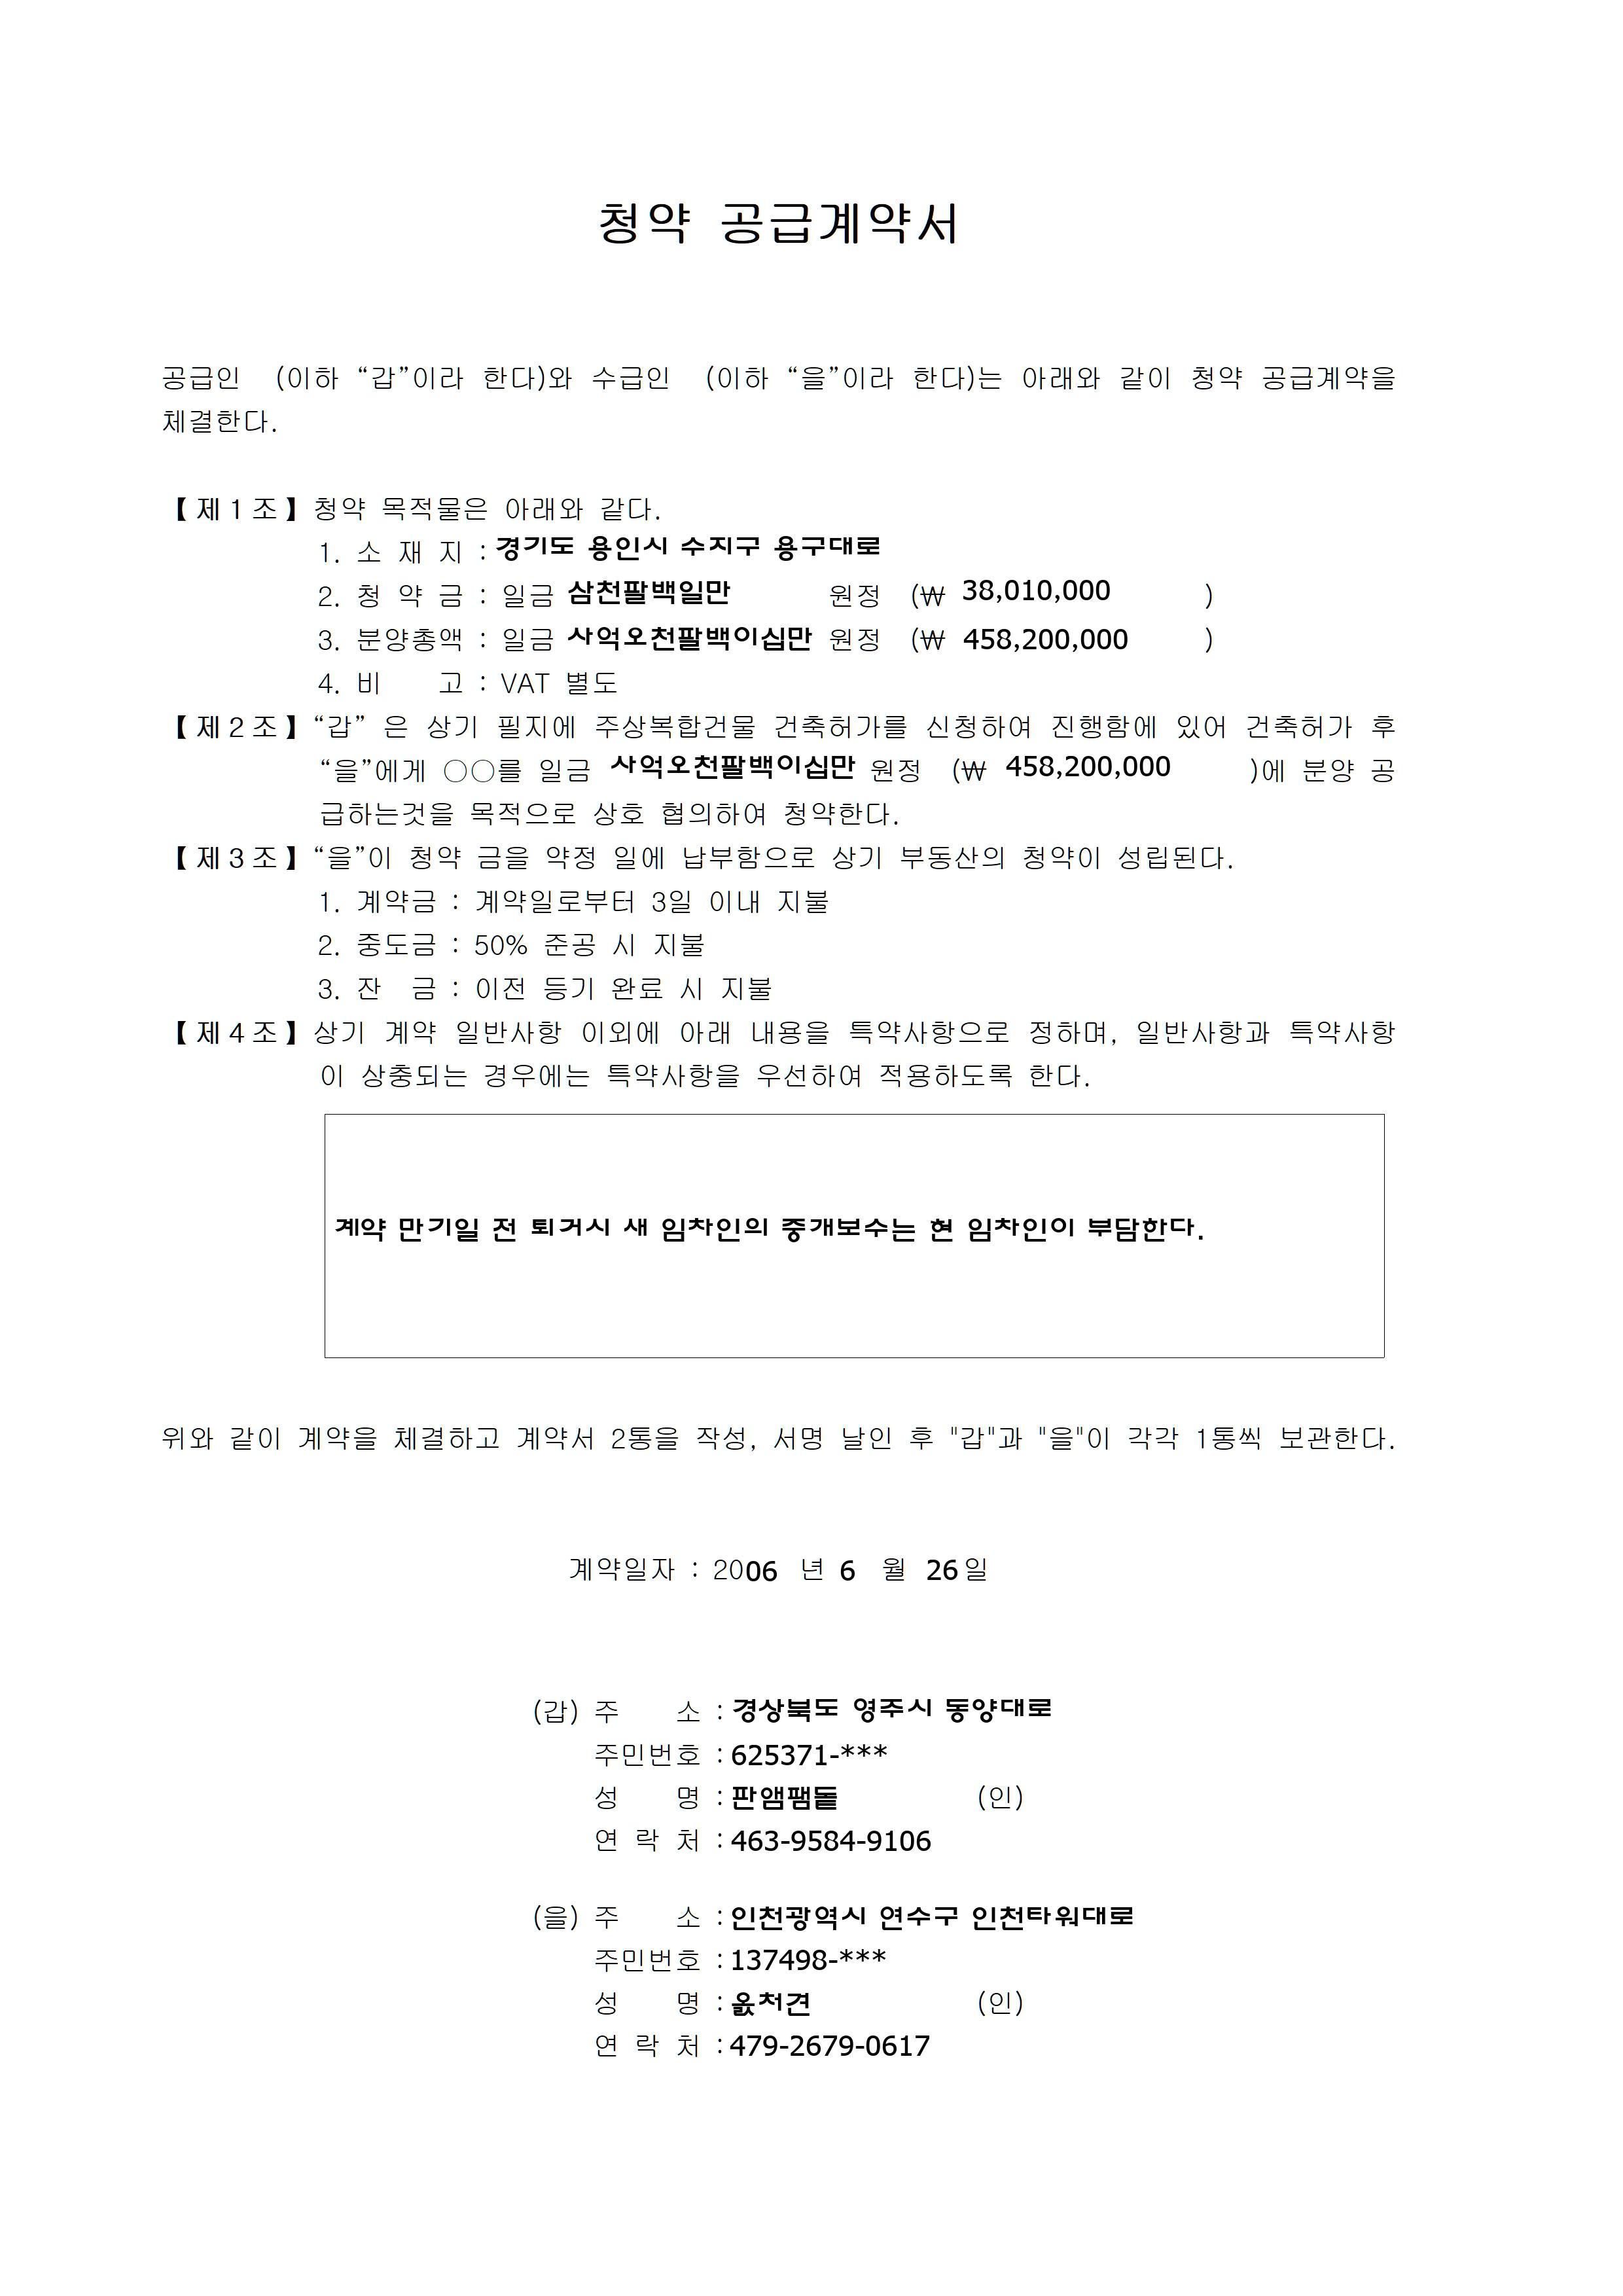 청약 공급계약서
공급인 (이하 “갑”이라 한다)와 수급인 (이하 “을”이라 한다)는 아래와 같이 청약 공급계약을
체결한다.
【제1조】청약 목적물은 아래와 같다.
1. 소 재 지 : 경기도 용인시 수지구 용구대로
2. 청 약 금 : 일금 삼천팔백일만 원정 (₩ 38,010,000 )
3. 분양총액 : 일금 사억오천팔백이십만 원정 (₩ 458,200,000 )
4. 비 고 : VAT 별도
【제2조】“갑” 은 상기 필지에 주상복합건물 건축허가를 신청하여 진행함에 있어 건축허가 후
“을”에게 ○○를 일금 사억오천팔백이십만 원정 (₩ 458,200,000 )에 분양 공
급하는것을 목적으로 상호 협의하여 청약한다.
【제3조】“을”이 청약 금을 약정 일에 납부함으로 상기 부동산의 청약이 성립된다.
1. 계약금 : 계약일로부터 3일 이내 지불
2. 중도금 : 50% 준공 시 지불
3. 잔 금 : 이전 등기 완료 시 지불
【제4조】상기 계약 일반사항 이외에 아래 내용을 특약사항으로 정하며, 일반사항과 특약사항
이 상충되는 경우에는 특약사항을 우선하여 적용하도록 한다.
계약 만기일 전 퇴거시 새 임차인의 중개보수는 현 임차인이 부담한다.
위와 같이 계약을 체결하고 계약서 2통을 작성, 서명 날인 후 "갑"과 "을"이 각각 1통씩 보관한다.
계약일자 : 2006 년 6 월 26 일
(갑) 주 소 : 경상북도 영주시 동양대로
주민번호 : 625371-***
성 명 : 판앰팸돌 (인)
연 락 처 : 463-9584-9106
(을) 주 소 : 인천광역시 연수구 인천타워대로
주민번호 : 137498-***
성 명 : 옰처견 (인)
연 락 처 : 479-2679-0617